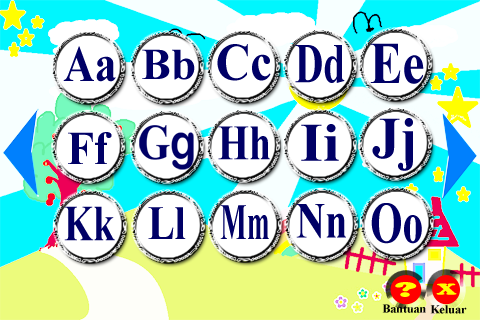 Aa Bb Cc Dd Ee
Ff Gg Hh Ii Jj
Kk Ll Mm Nn Oo
? x
Bantuan Keluar